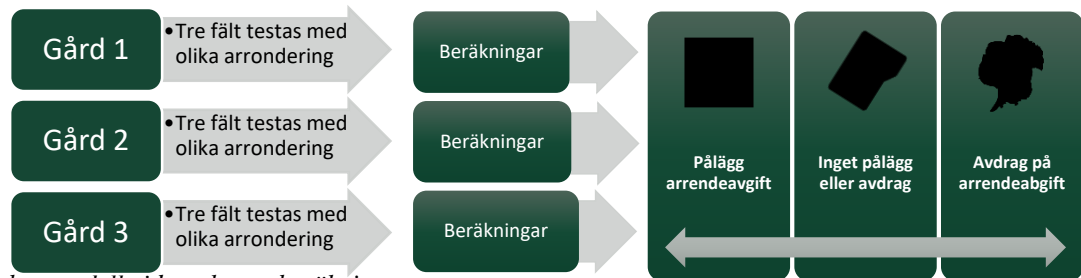 Gård 1
•Tre fält testas med
olika arrondering
Beräkningar
Gård 2
•Tre fält testas med
olika arrondering
Beräkningar
Gård 3
•Tre fält testas med
olika arrondering
Beräkningar
Pålägg
arrendeavgift
Inget pålägg
eller avdrag
Avdrag på
arrendeabgift